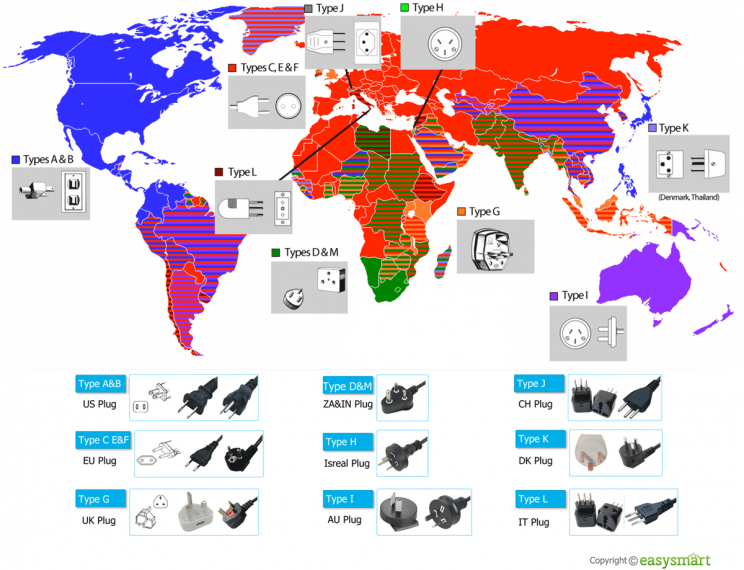 Type J
Type H
Types C, E & F
Type K
Types A & B
Type L
(Denmark, Thailand)
Type G
Types D & M
Type I
Type A&B
US Plug
Type D&M
ZA&IN Plug
Type J
CH Plug
Type C E&F
EU Plug
Type H
Isreal Plug
Type K
DK Plug
Type G
UK Plug
Type I
AU Plug
Type L
IT Plug
Copyright © easysmart